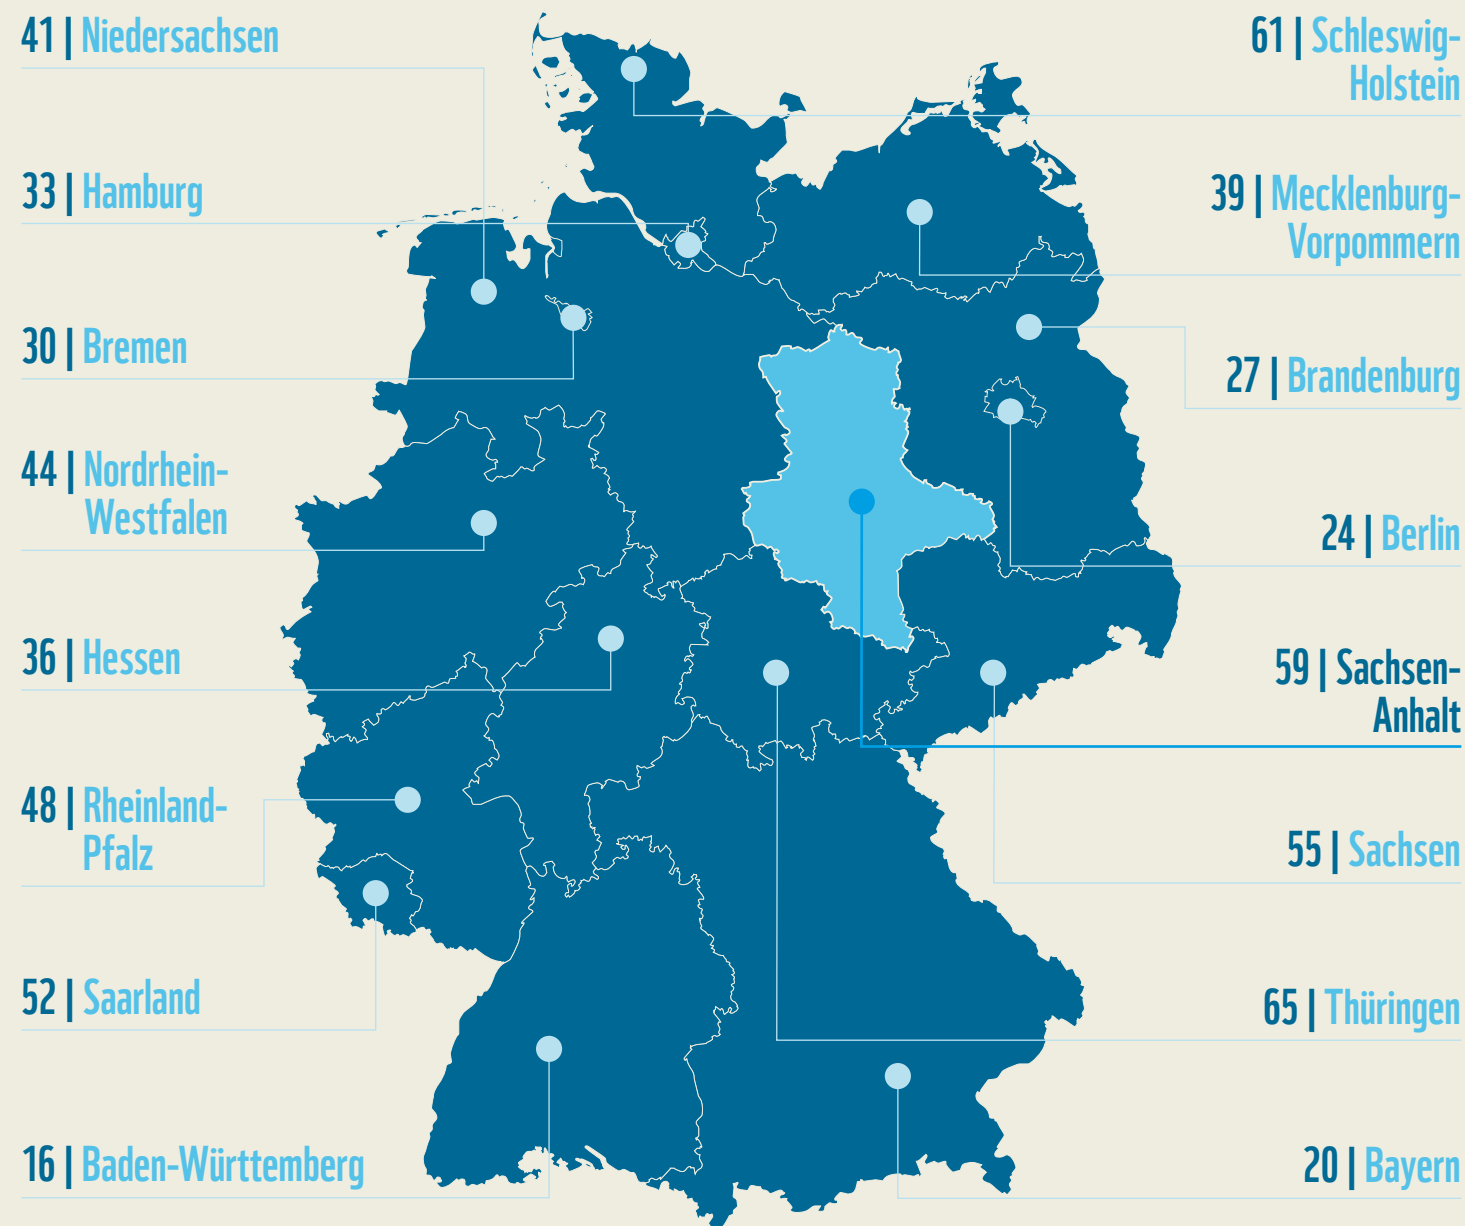 41 | Niedersachsen
33 | Hamburg
30 | Bremen
44 | Nordrhein-
Westfalen
36 | Hessen
48 | Rheinland-
Pfalz
52 | Saarland
16 | Baden-Württemberg
61 | Schleswig-
Holstein
39 | Mecklenburg-
Vorpommern
27 | Brandenburg
24 | Berlin
59 | Sachsen-
Anhalt
55 | Sachsen
65 | Thüringen
20 | Bayern